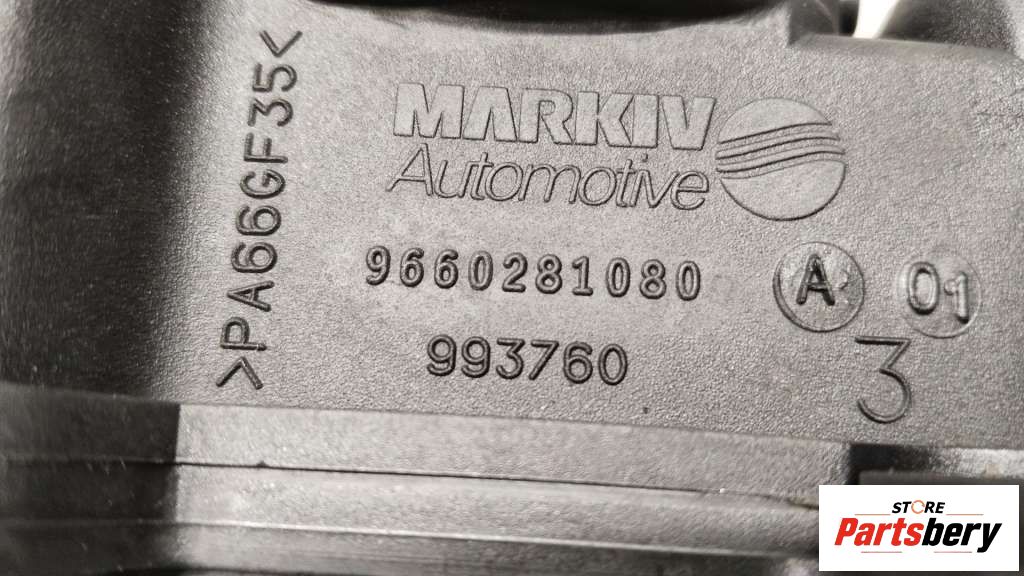 >PA66GF35<
MARKIV
Automotive
9660281080
A
01
993760
3
STORE
Partsbery